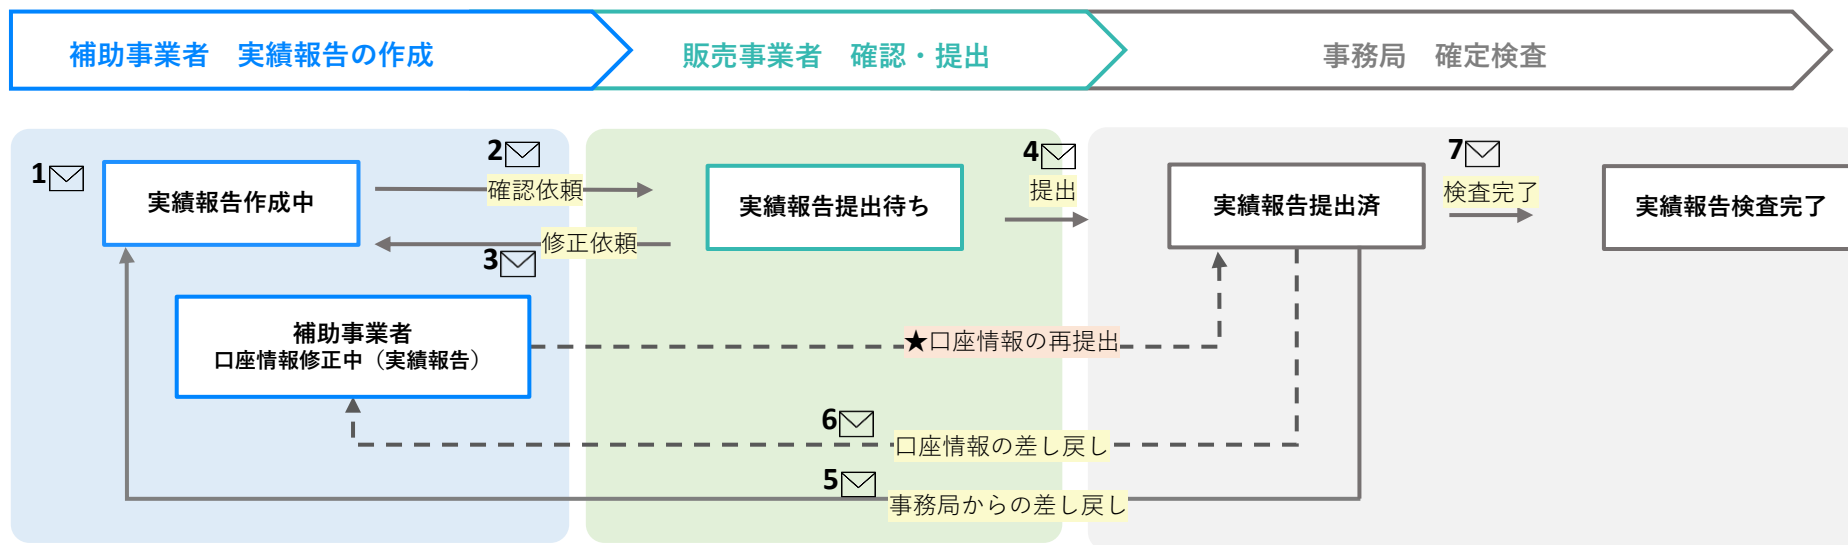 補助事業者　実績報告の作成
販売事業者　確認・提出
事務局　確定検査
1
実績報告作成中
2
確認依頼
修正依頼
3
実績報告提出待ち
4
提出
実績報告提出済
7
検査完了
実績報告検査完了
補助事業者
口座情報修正中（実績報告）
★口座情報の再提出
6
口座情報の差し戻し
5
事務局からの差し戻し